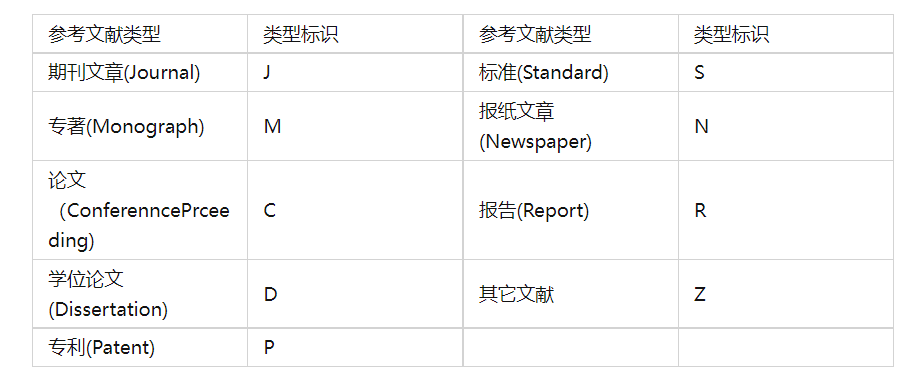 参考文献类型 类型标识 参考文献类型 类型标识
期刊文章(Journal) J 标准(Standard) S
专著(Monograph) M 报纸文章
(Newspaper) N
论文
（ConferenncePrcee
ding) C 报告(Report) R
学位论文
(Dissertation) D 其它文献 Z
专利(Patent) P